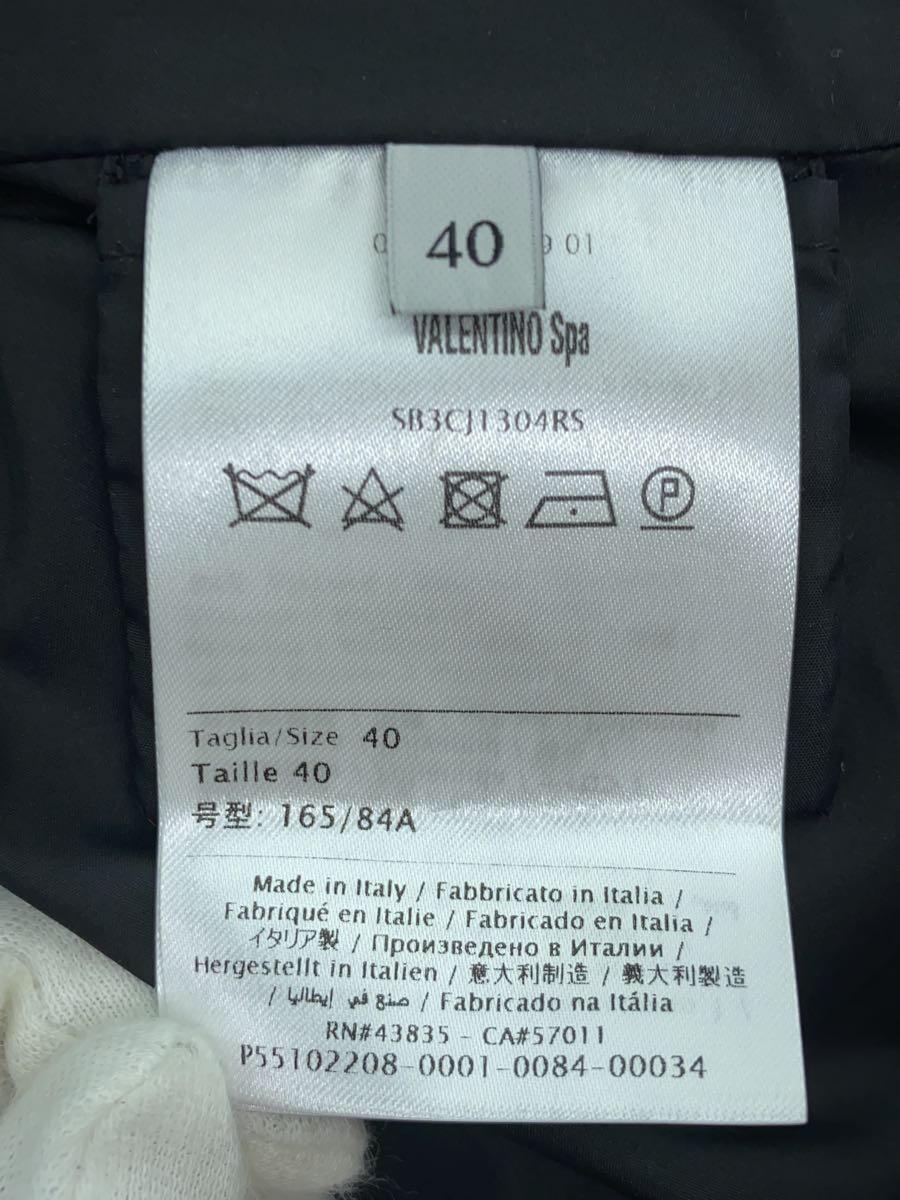 40
9 01
VALENTINO Spa
SB3CJ1304RS
P
Taglia/Size 40
Taille 40
号型: 165/84A
Made in Italy / Fabbricato in Italia /
Fabriqué en Italie / Fabricado en Italia /
イタリア製 / Произведено в Италии /
Hergestellt in Italien / 意大利制造 / 義大利製造
/ صنع في إيطاليا / Fabricado na Itália
RN#43835 - CA#57011
P55102208-0001-0084-00034